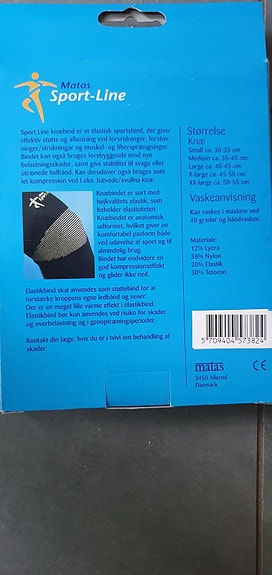 Matas
Sport-Line
Sport Line knæbind er et elastisk sportsbind, der giver
effektiv støtte og aflastning ved forvridninger, forstuv-
ninger/strukninger og muskel- og fibersprængninger.
Bindet kan også bruges forebyggende mod nye
belastningsskader, samt give stabilitet til svage eller
utrænede ledbånd. Kan derudover også bruges som
let kompression ved f.eks. hævede/svullna knæ.
Knæbindet er sort med
højkvalitets elastik, som
beholder elasticiteten.
Knæbindet er anatomisk
udformet, hvilket giver en
komfortabel pasform både
ved udøvelse af sport og til
almindelig brug.
Bindet har endvidere en
god kompressionseffekt
og glider ikke ned.
Elastikbind skal anvendes som støttebind for at
forstærke kroppens egne ledbånd og sener.
Der er en meget lille varme effekt i elastikbind.
Elastikbind bør kun anvendes ved risiko for skader
og overbelastning og i genoptræningsperioder.
Kontakt din læge, hvis du er i tvivl om behandling af
skader.
Størrelse
Knæ:
Small ca. 30-35 cm
Medium ca. 35-40 cm
Large ca. 40-45 cm
X-large ca. 45-50 cm
XX-large ca. 50-55 cm
Vaskeanvisning
Kan vaskes i maskine ved
40 grader og håndvaskes.
Materiale:
12% Lycra
38% Nylon
20% Elastik
30% Tetoron
5 709404 573824
matas
3450 Allerød
Danmark
CE